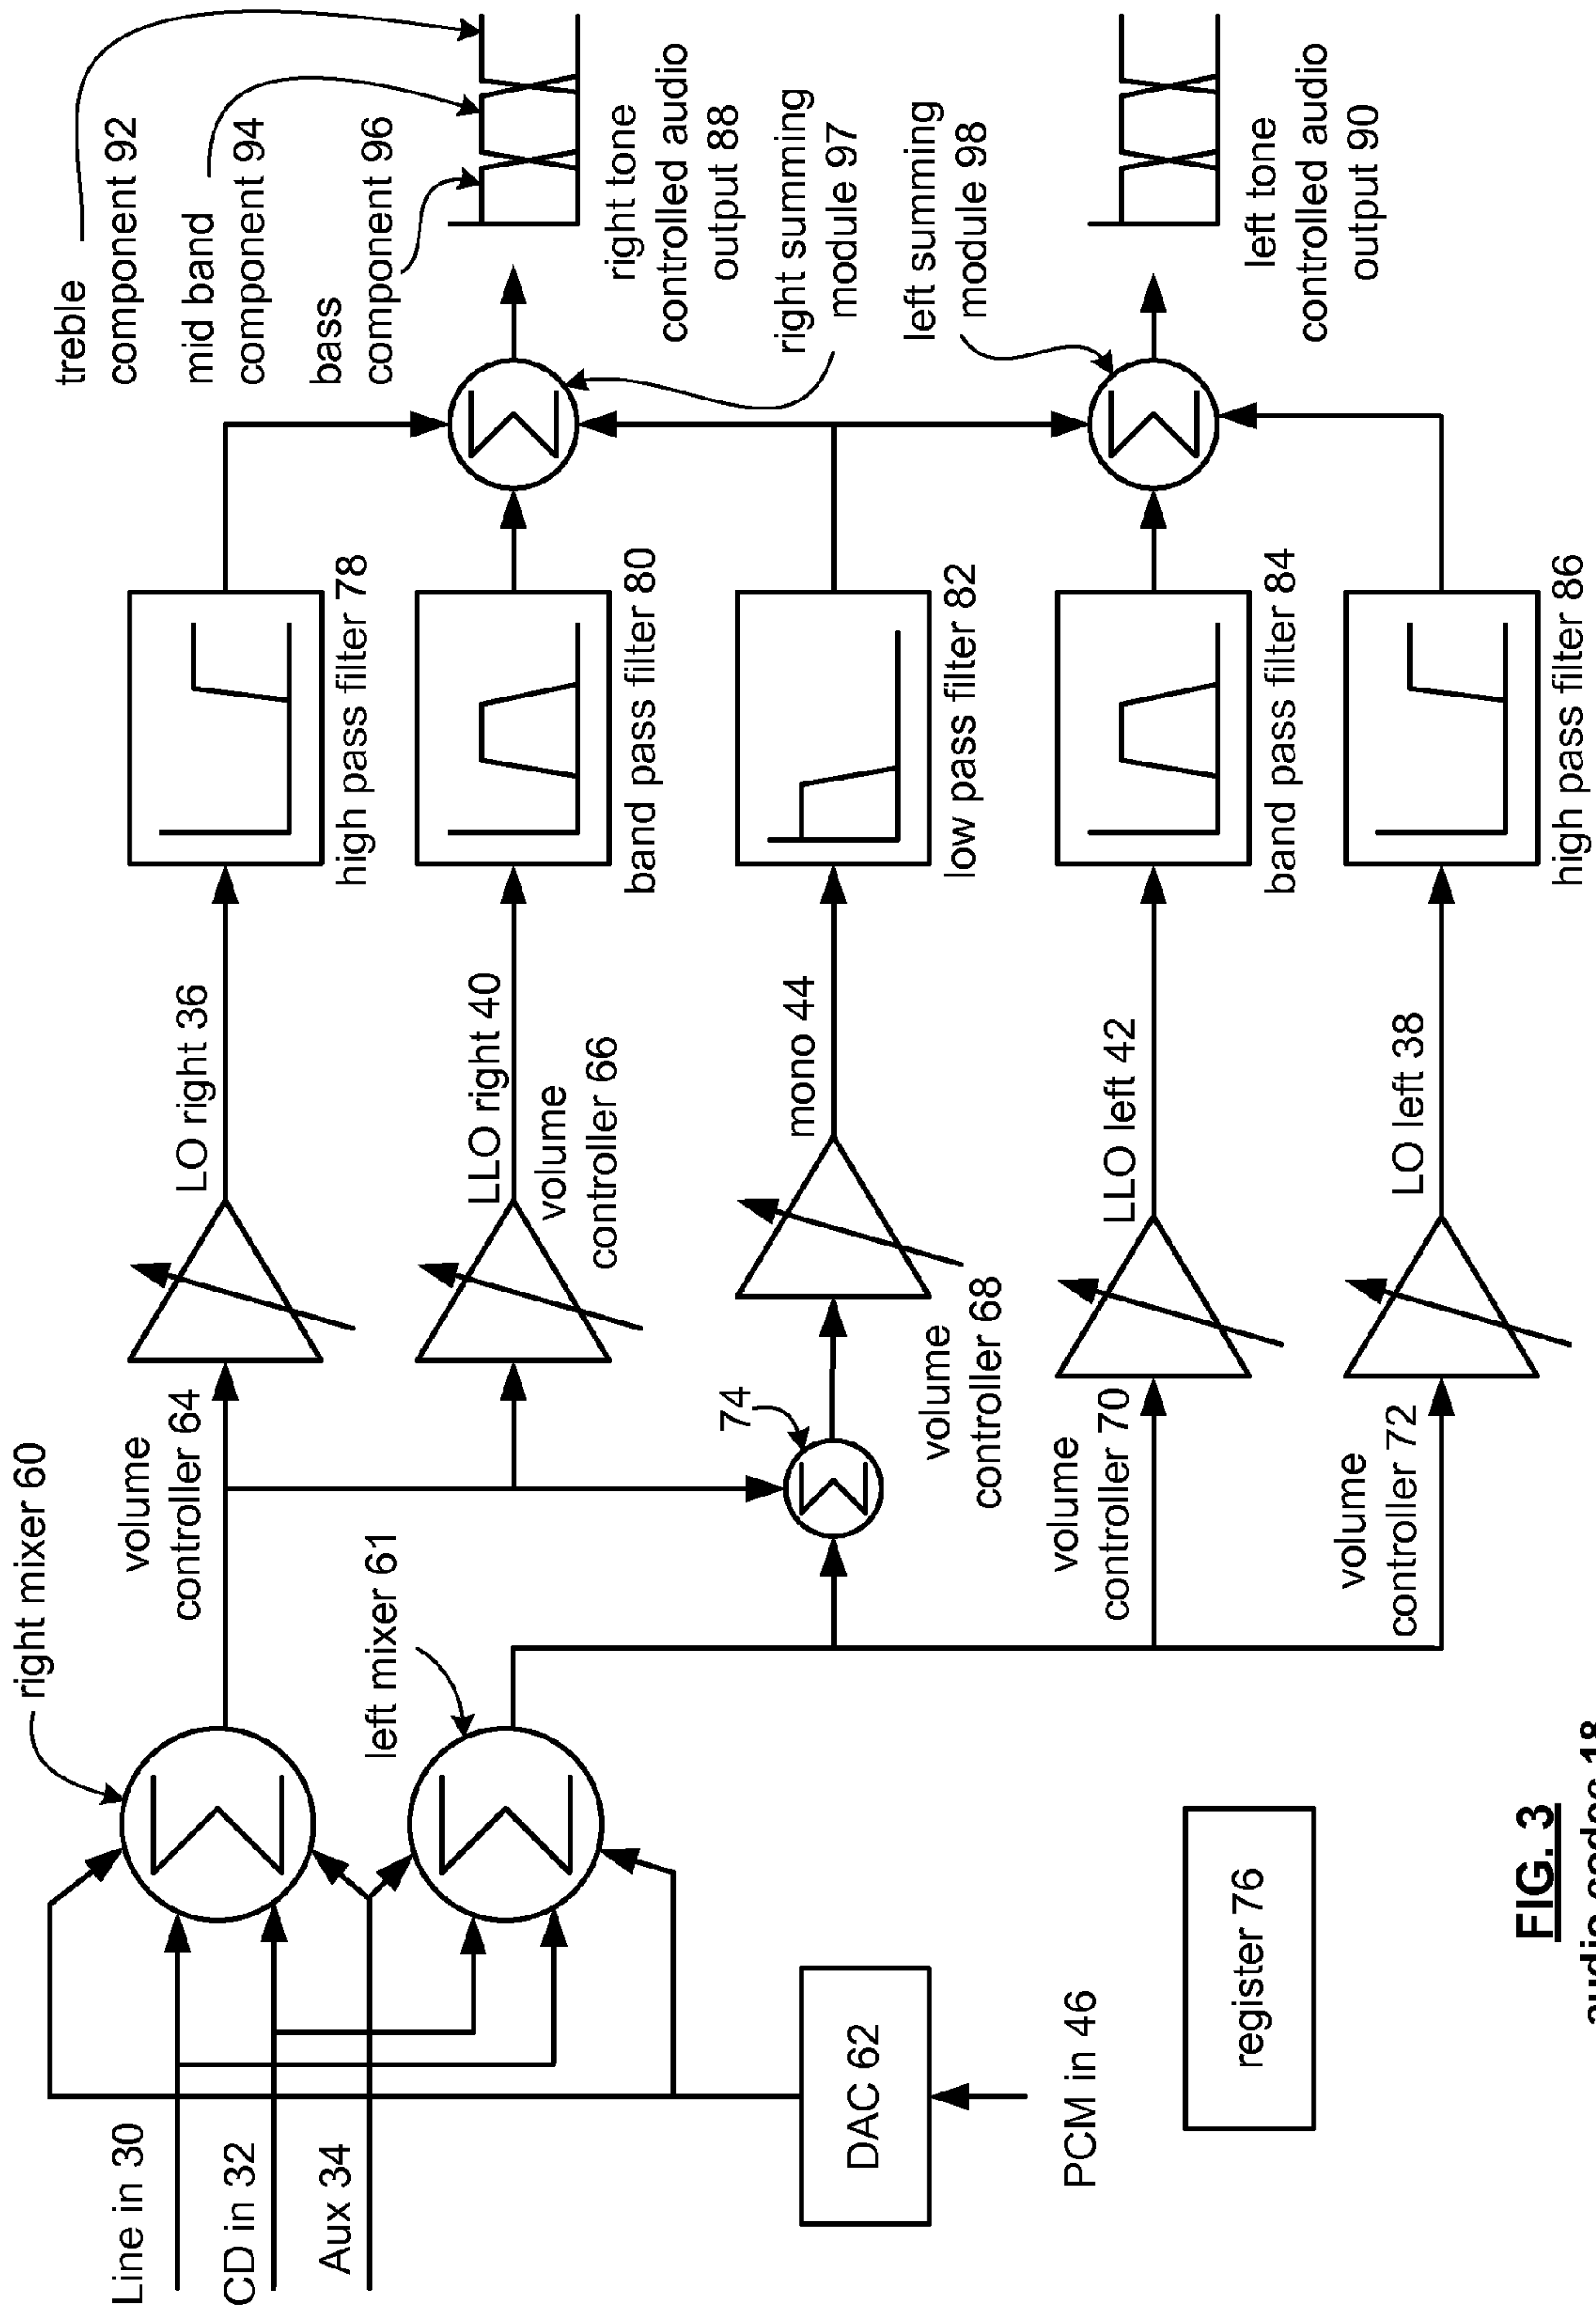 right mixer 60
volume
controller 64
LO right 36
high pass filter 78
treble
component 92
mid band
component 94
bass
component 96
Line in 30
CD in 32
Aux 34
left mixer 61
LLO right 40
volume
controller 66
band pass filter 80
right tone
controlled audio
output 88
right summing
module 97
74
volume
controller 68
mono 44
low pass filter 82
left summing
module 98
DAC 62
PCM in 46
volume
controller 70
LLO left 42
band pass filter 84
left tone
controlled audio
output 90
register 76
volume
controller 72
LO left 38
high pass filter 86
FIG. 3
audio codec 18